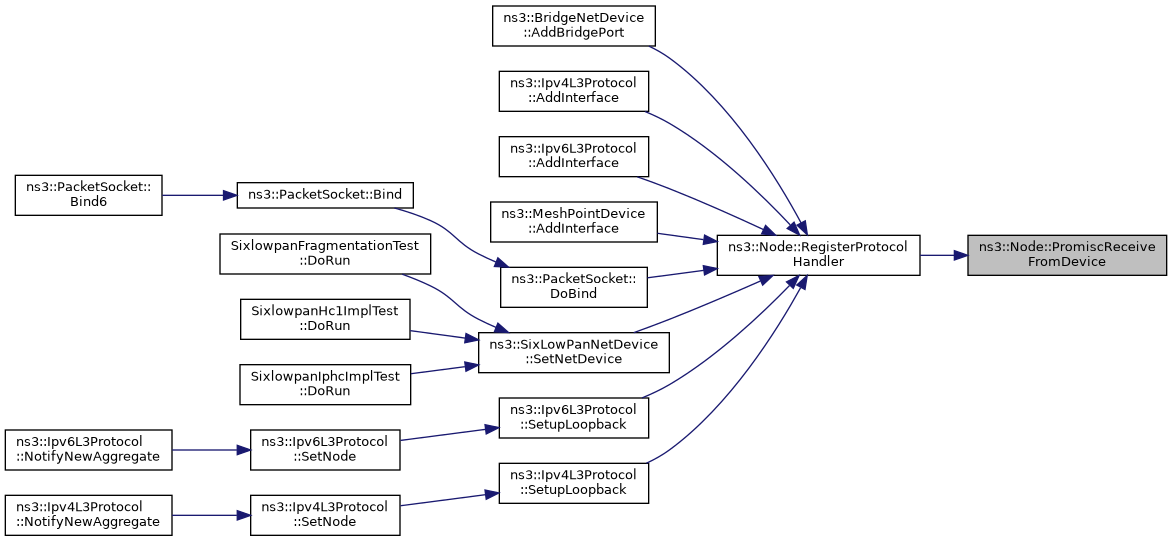 ns3::BridgeNetDevice
::AddBridgePort
ns3::Ipv4L3Protocol
::AddInterface
ns3::Ipv6L3Protocol
::AddInterface
ns3::PacketSocket::
Bind6
ns3::PacketSocket::Bind
ns3::MeshPointDevice
::AddInterface
SixlowpanFragmentationTest
::DoRun
ns3::Node::RegisterProtocol
Handler
ns3::Node::PromiscReceive
FromDevice
ns3::PacketSocket::
DoBind
SixlowpanHc1ImplTest
::DoRun
ns3::SixLowPanNetDevice
::SetNetDevice
SixlowpanIphcImplTest
::DoRun
ns3::Ipv6L3Protocol
::SetupLoopback
ns3::Ipv6L3Protocol
::NotifyNewAggregate
ns3::Ipv6L3Protocol
::SetNode
ns3::Ipv4L3Protocol
::SetupLoopback
ns3::Ipv4L3Protocol
::NotifyNewAggregate
ns3::Ipv4L3Protocol
::SetNode